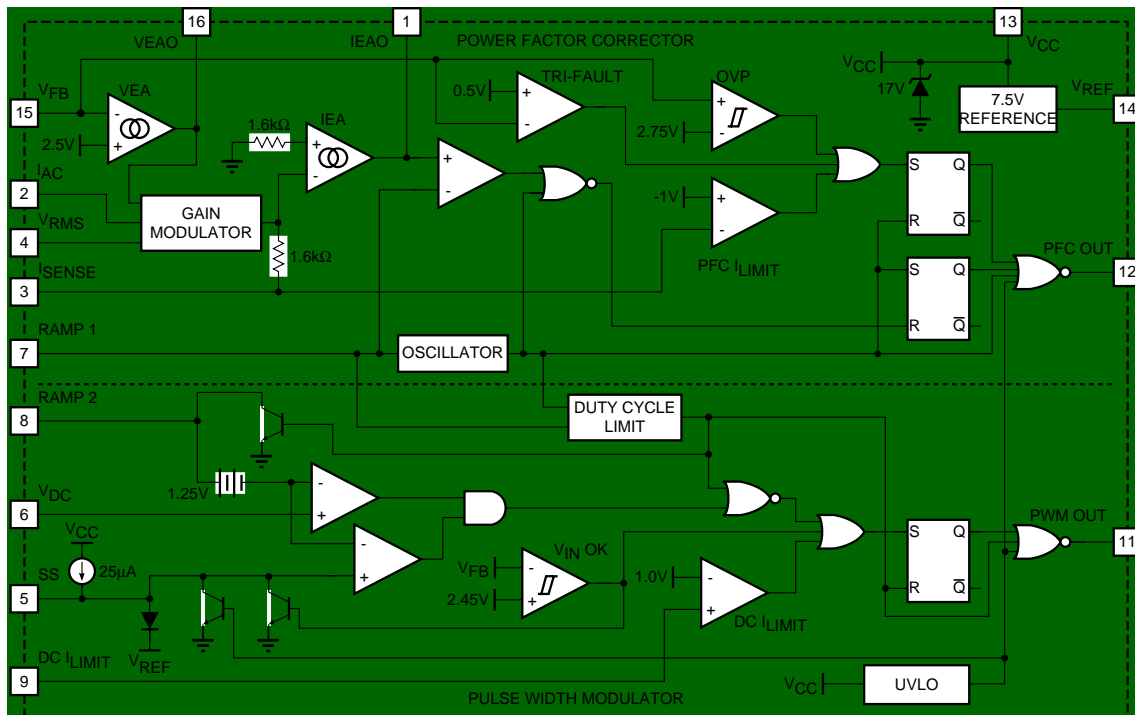 16
1
13
VEAO
IEAO
POWER FACTOR CORRECTOR
VCC
VFB
VEA
TRI-FAULT
OVP
VCC
17V
VREF
15
-
+
2.5V
1.6kΩ
IEA
+
-
0.5V
+
-
+
-
2.75V
7.5V
REFERENCE
14
IAC
2
GAIN
MODULATOR
+
-
-1V
+
-
S Q
R Q
VRMS
4
1.6kΩ
PFC ILIMIT
PFC OUT
ISENSE
3
S Q
R Q
12
RAMP 1
7
OSCILLATOR
RAMP 2
8
DUTY CYCLE
LIMIT
1.25V
-
+
VDC
6
VCC
-
+
VIN OK
PWM OUT
S Q
R Q
11
SS
25µA
5
VFB
-
2.45V
+
1.0V
-
+
DC ILIMIT
VREF
DC ILIMIT
9
VCC
UVLO
PULSE WIDTH MODULATOR